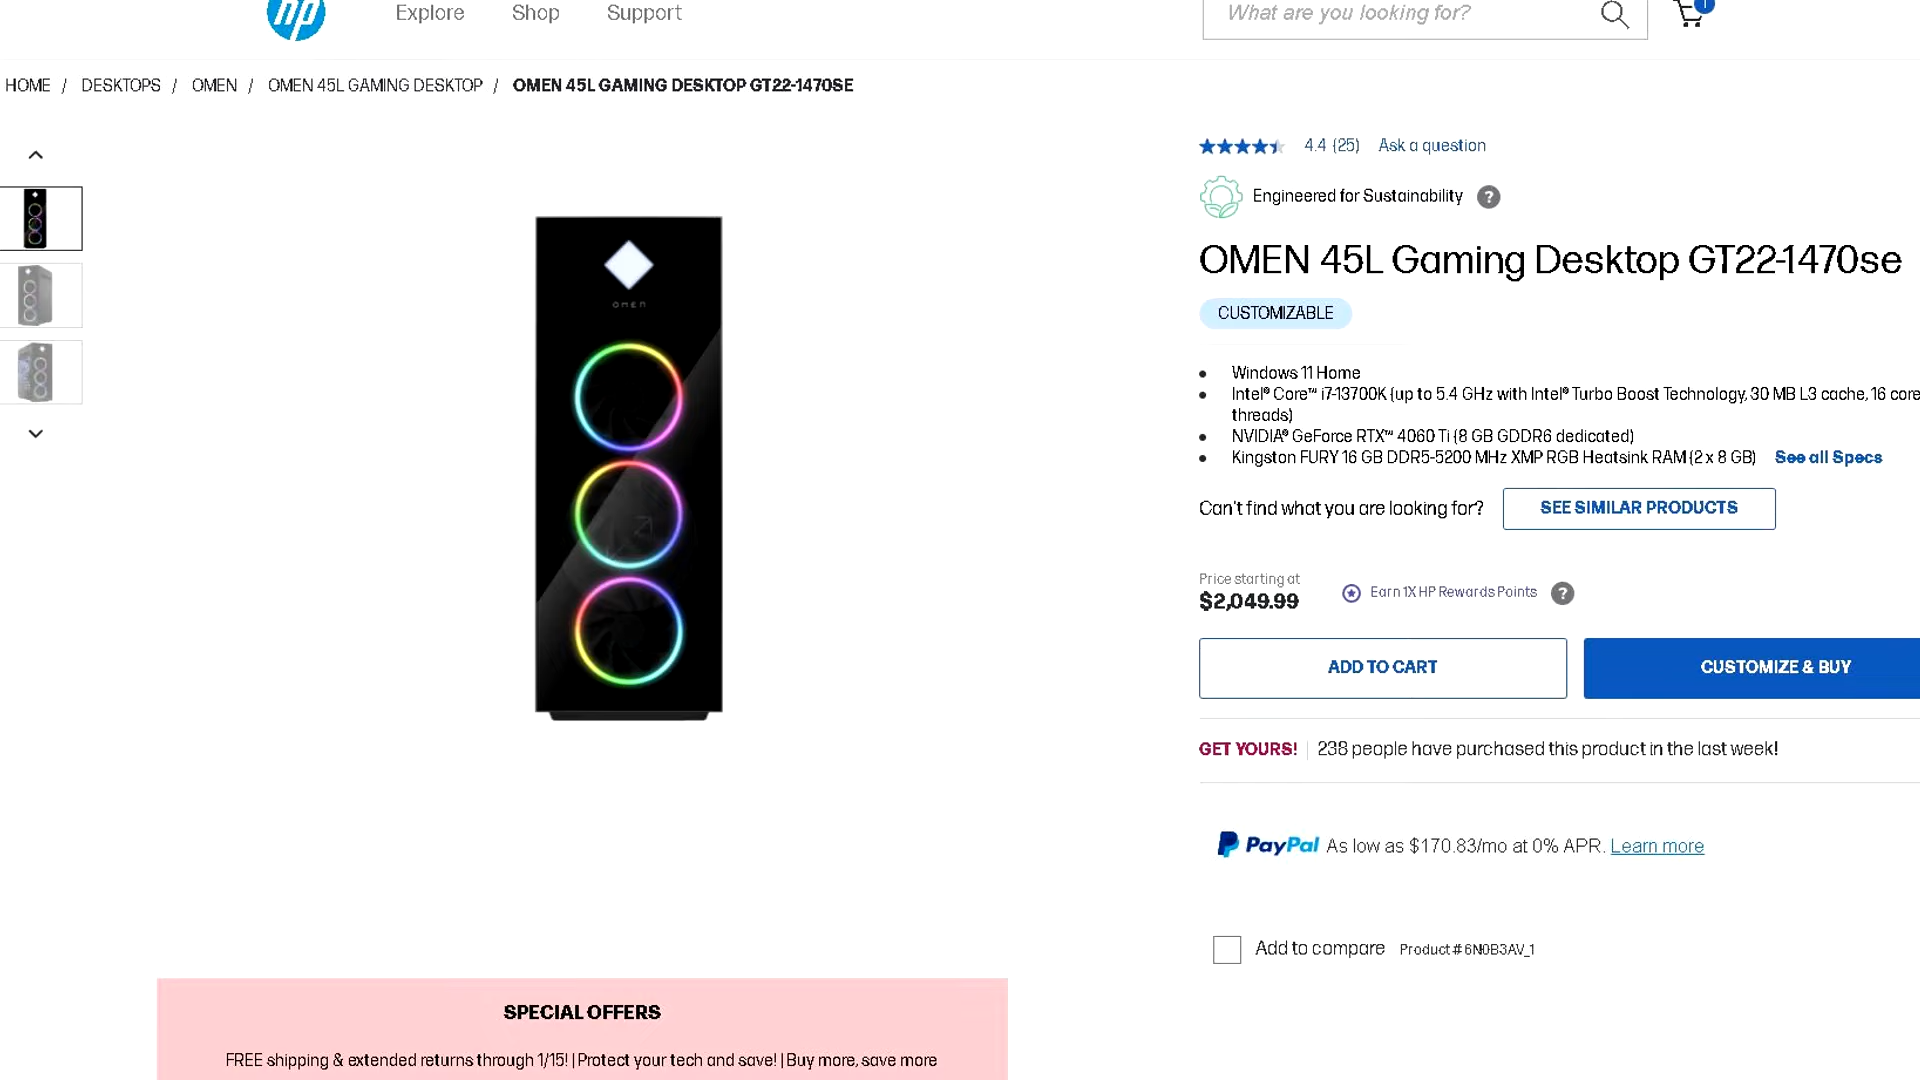 hp
Explore Shop Support
What are you looking for?
1
HOME / DESKTOPS / OMEN / OMEN 45L GAMING DESKTOP / OMEN 45L GAMING DESKTOP GT22-1470SE
4.4 (25) Ask a question
Engineered for Sustainability ?
OMEN 45L Gaming Desktop GT22-1470se
CUSTOMIZABLE
OMEN
Windows 11 Home
Intel® Core™ i7-13700K (up to 5.4 GHz with Intel® Turbo Boost Technology, 30 MB L3 cache, 16 core
threads)
NVIDIA® GeForce RTX™ 4060 Ti (8 GB GDDR6 dedicated)
Kingston FURY 16 GB DDR5-5200 MHz XMP RGB Heatsink RAM (2 x 8 GB) See all Specs
Can't find what you are looking for? SEE SIMILAR PRODUCTS
Price starting at
$2,049.99
Earn 1X HP Rewards Points ?
ADD TO CART CUSTOMIZE & BUY
GET YOURS! 238 people have purchased this product in the last week!
PayPal As low as $170.83/mo at 0% APR. Learn more
Add to compare Product # 6N0B3AV_1
SPECIAL OFFERS
FREE shipping & extended returns through 1/15! | Protect your tech and save! | Buy more, save more